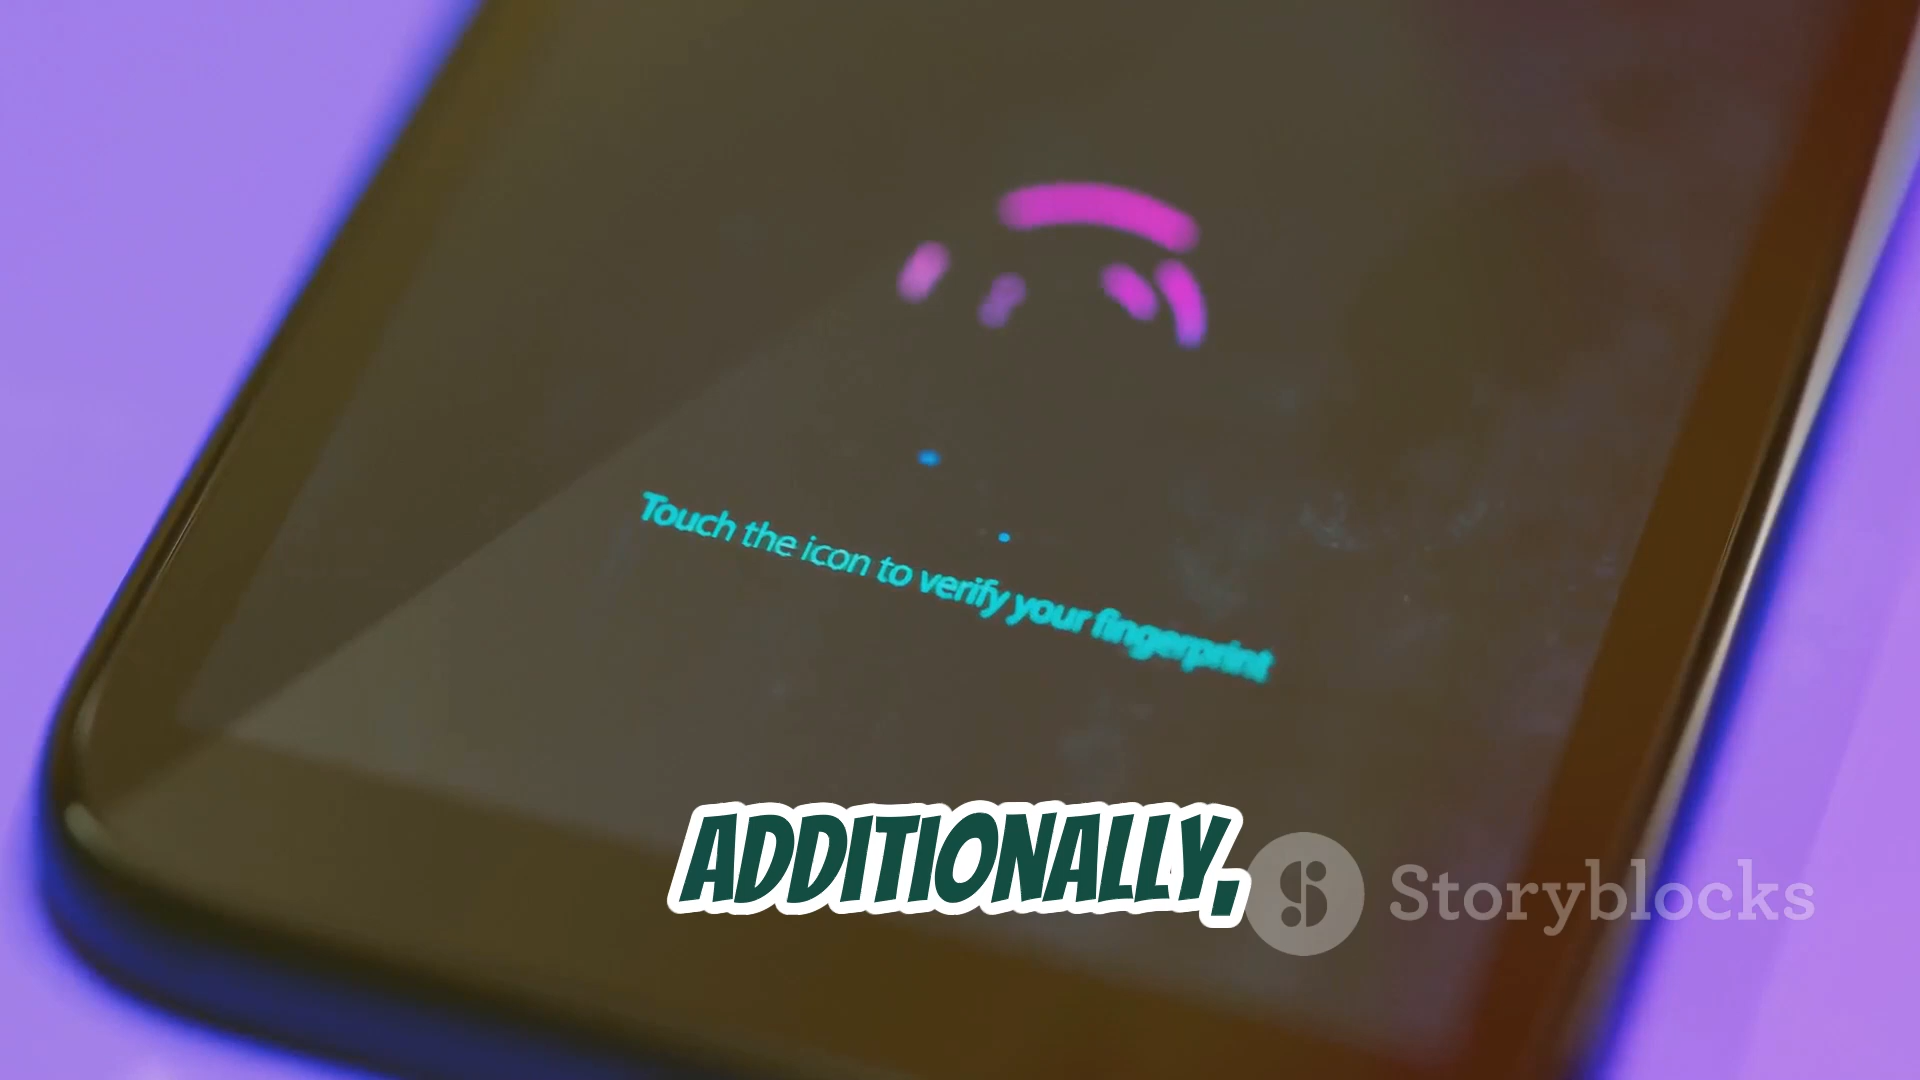 Touch the icon to verify your fingerprint
ADDITIONALLY,
Storyblocks